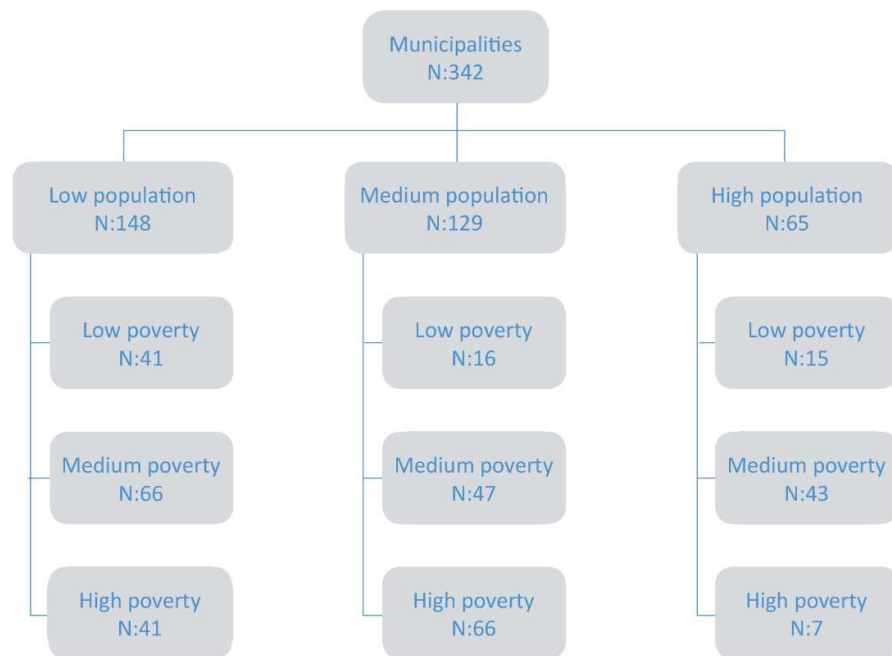 Municipalities
N:342
Low population
N:148
Medium population
N:129
High population
N:65
Low poverty
N:41
Low poverty
N:16
Low poverty
N:15
Medium poverty
N:66
Medium poverty
N:47
Medium poverty
N:43
High poverty
N:41
High poverty
N:66
High poverty
N:7